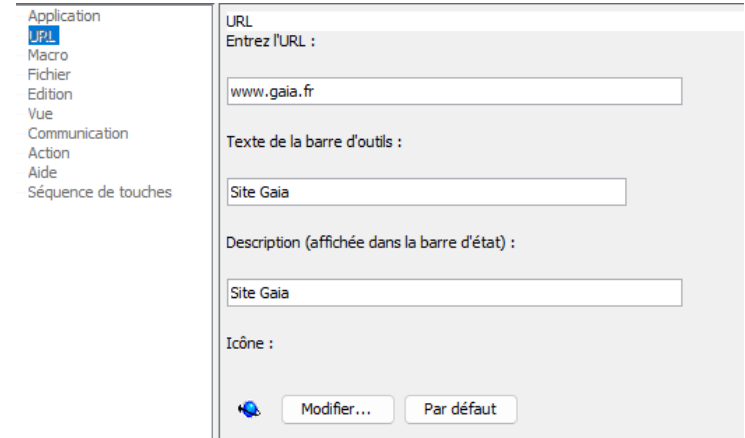 Application
URL
Macro
Fichier
Edition
Vue
Communication
Action
Aide
Séquence de touches
URL
Entrez l'URL :
www.gaia.fr
Texte de la barre d'outils :
Site Gaia
Description (affichée dans la barre d'état) :
Site Gaia
Icône :
Modifier... Par défaut